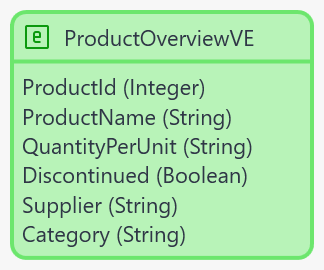 e ProductOverviewVE
ProductId (Integer)
ProductName (String)
QuantityPerUnit (String)
Discontinued (Boolean)
Supplier (String)
Category (String)